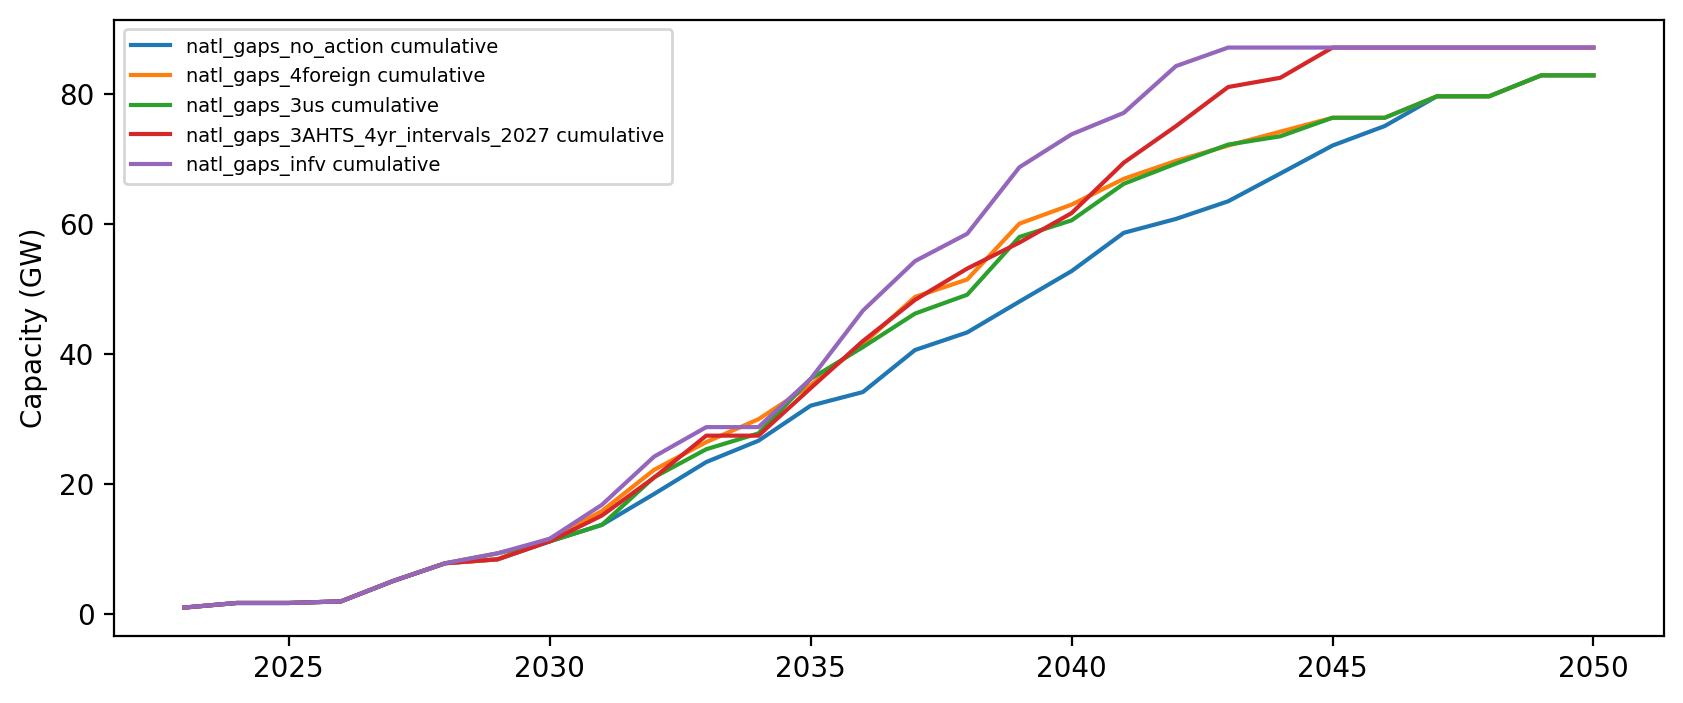 natl_gaps_no_action cumulative
natl_gaps_4foreign cumulative
natl_gaps_3us cumulative
natl_gaps_3AHTS_4yr_intervals_2027 cumulative
natl_gaps_infv cumulative
Capacity (GW)
80
60
40
20
0
2025 2030 2035 2040 2045 2050